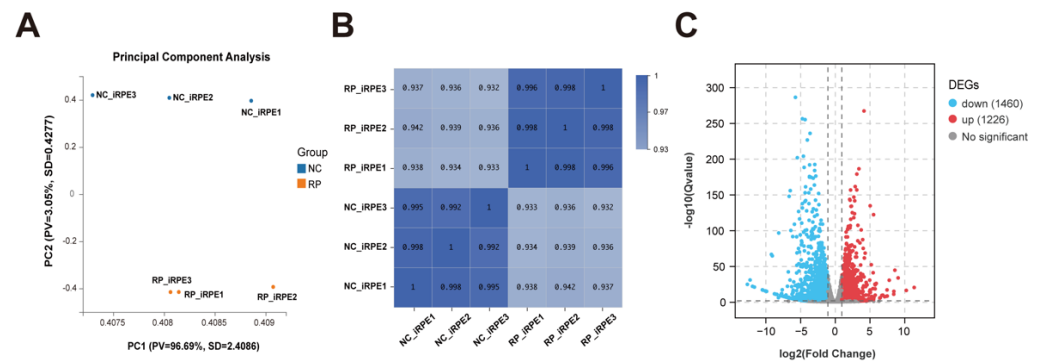 A
Principal Component Analysis
PC2 (PV=3.05%, SD=0.4277)
0.4
0.2
0
-0.2
-0.4
NC_iRPE3
NC_iRPE2
NC_iRPE1
RP_iRPE3
RP_iRPE1
RP_iRPE2
0.4075
0.408
0.4085
0.409
PC1 (PV=96.69%, SD=2.4086)
Group
NC
RP
B
RP_iRPE3 0.937 0.936 0.932 0.996 0.998 1
RP_iRPE2 0.942 0.939 0.936 0.998 1 0.998
RP_iRPE1 0.938 0.934 0.933 1 0.998 0.996
NC_iRPE3 0.995 0.992 1 0.933 0.936 0.932
NC_iRPE2 0.998 1 0.992 0.934 0.939 0.936
NC_iRPE1 1 0.998 0.995 0.938 0.942 0.937
NC_iRPE1 NC_iRPE2 NC_iRPE3 RP_iRPE1 RP_iRPE2 RP_iRPE3
1
0.97
0.93
C
-log10(Qvalue)
300
250
200
150
100
50
0
−10 −5 0 5 10
log2(Fold Change)
DEGs
down (1460)
up (1226)
No significant